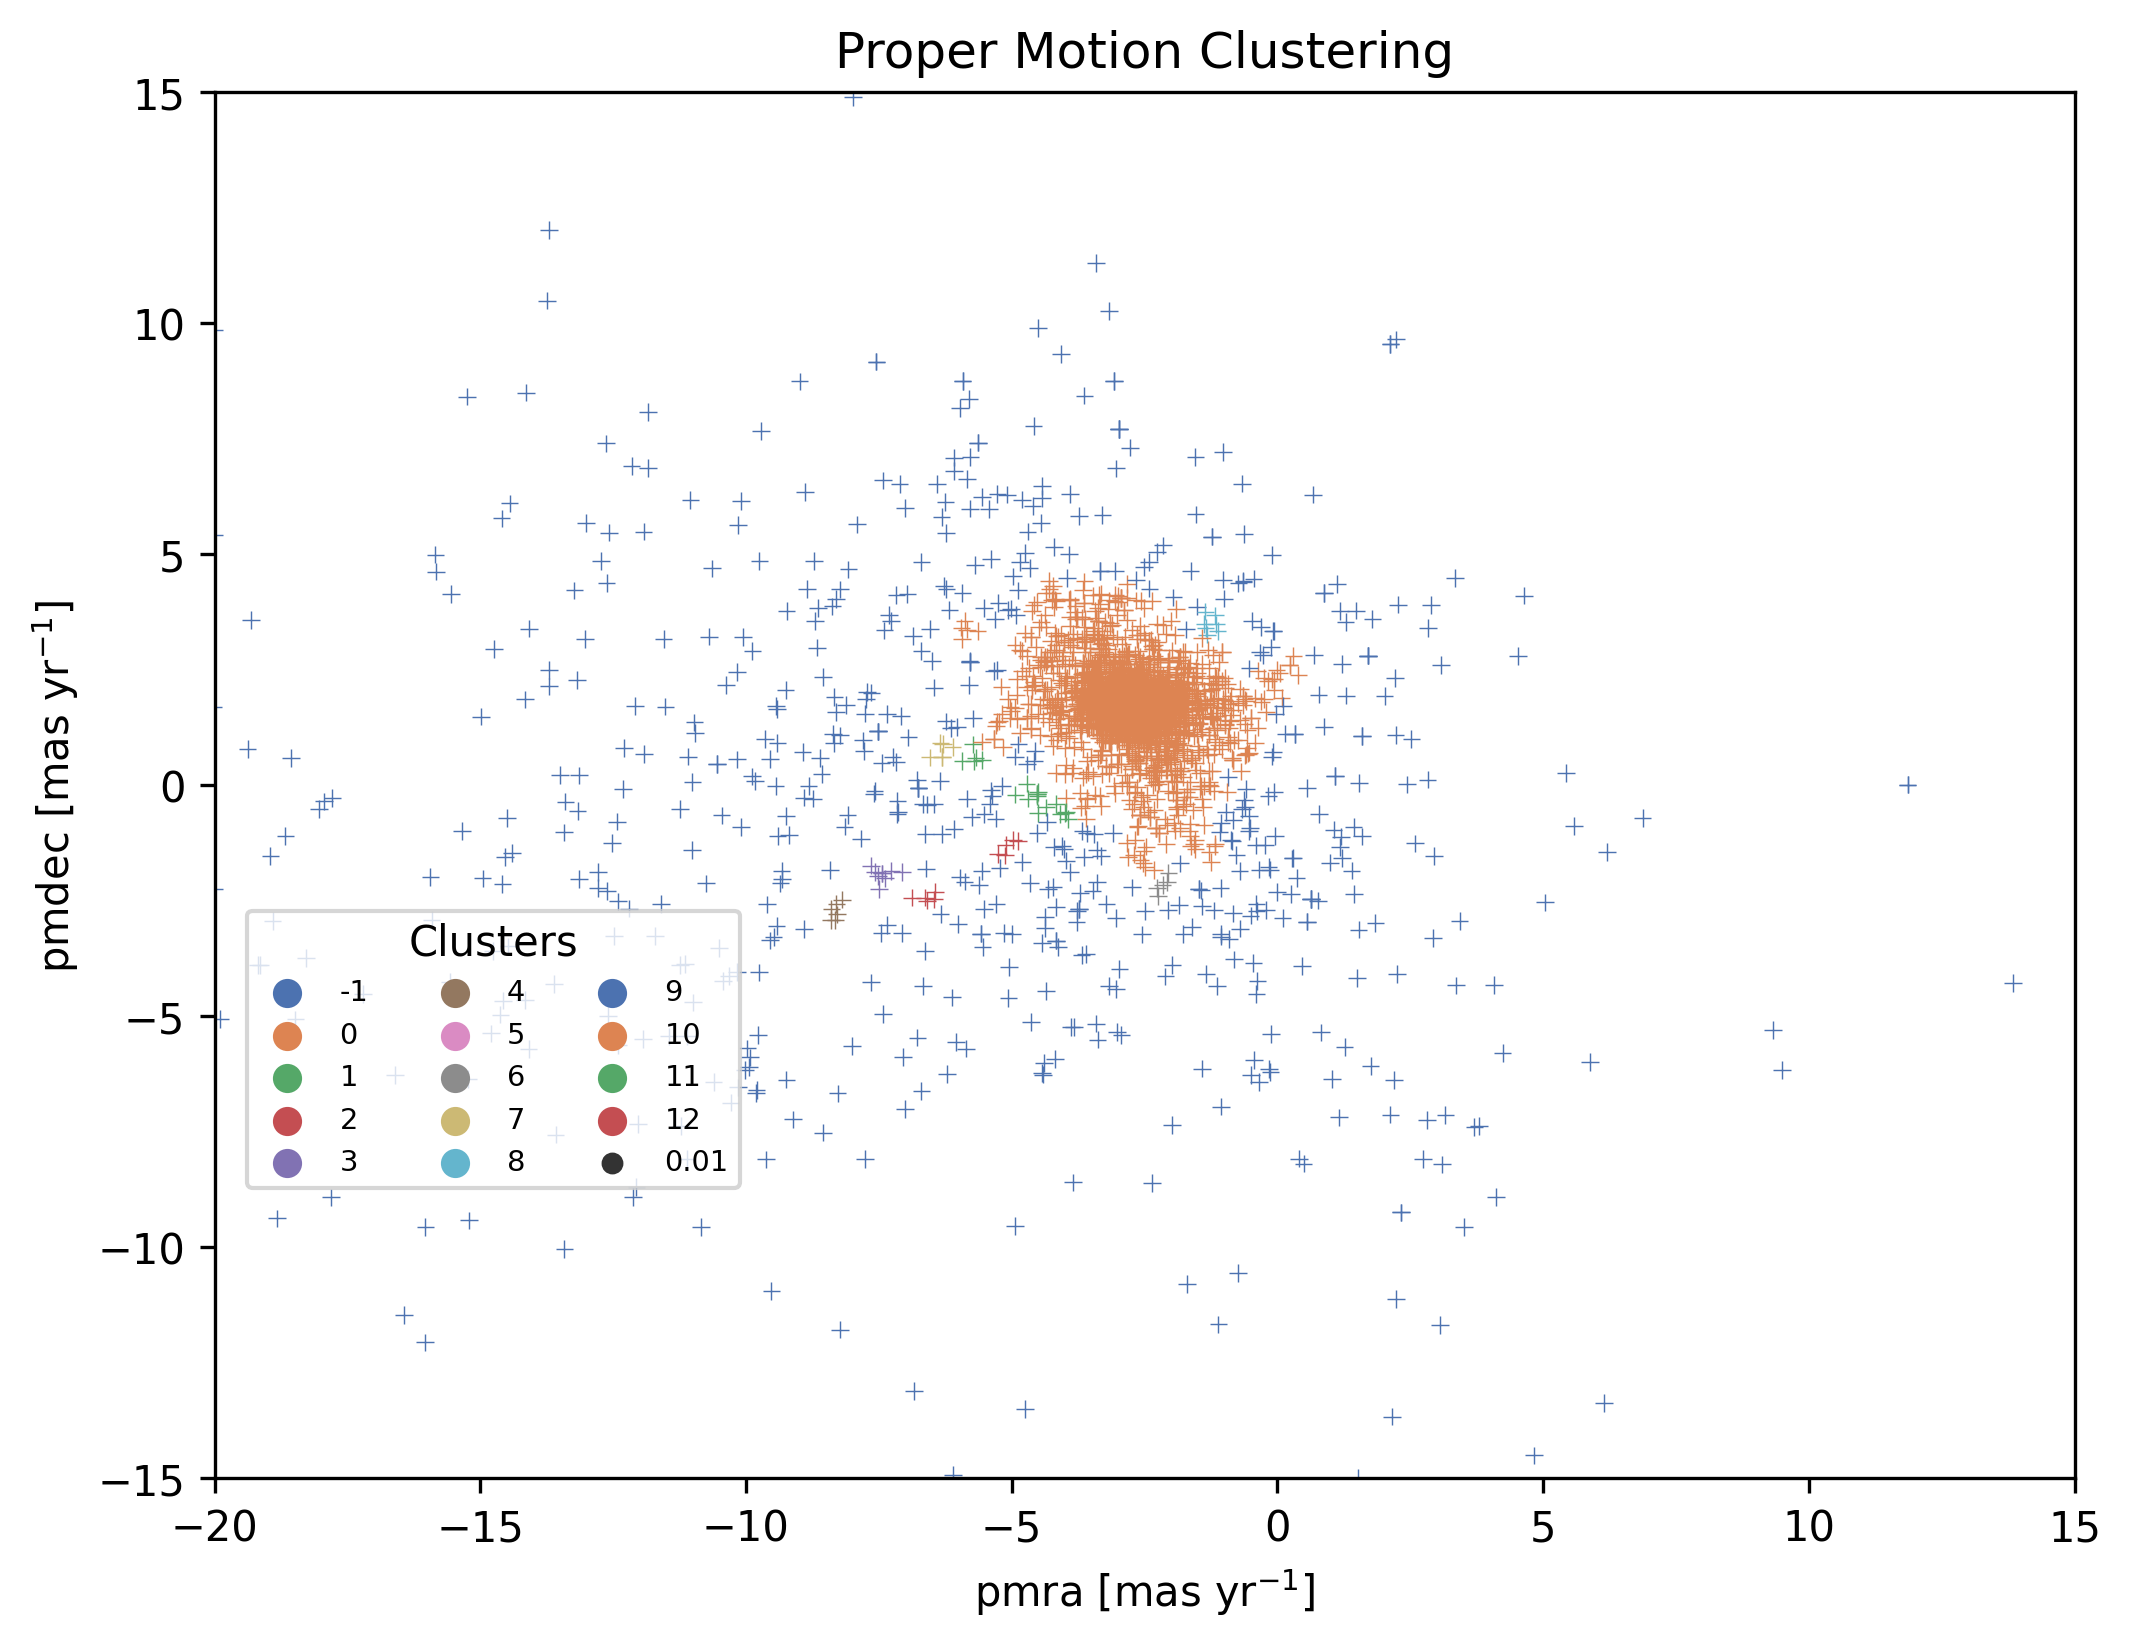 Proper Motion Clustering
15
10
5
0
−5
−10
−15
pmdec [mas yr⁻¹]
Clusters
-1 4 9
0 5 10
1 6 11
2 7 12
3 8 0.01
−20 −15 −10 −5 0 5 10 15
pmra [mas yr⁻¹]